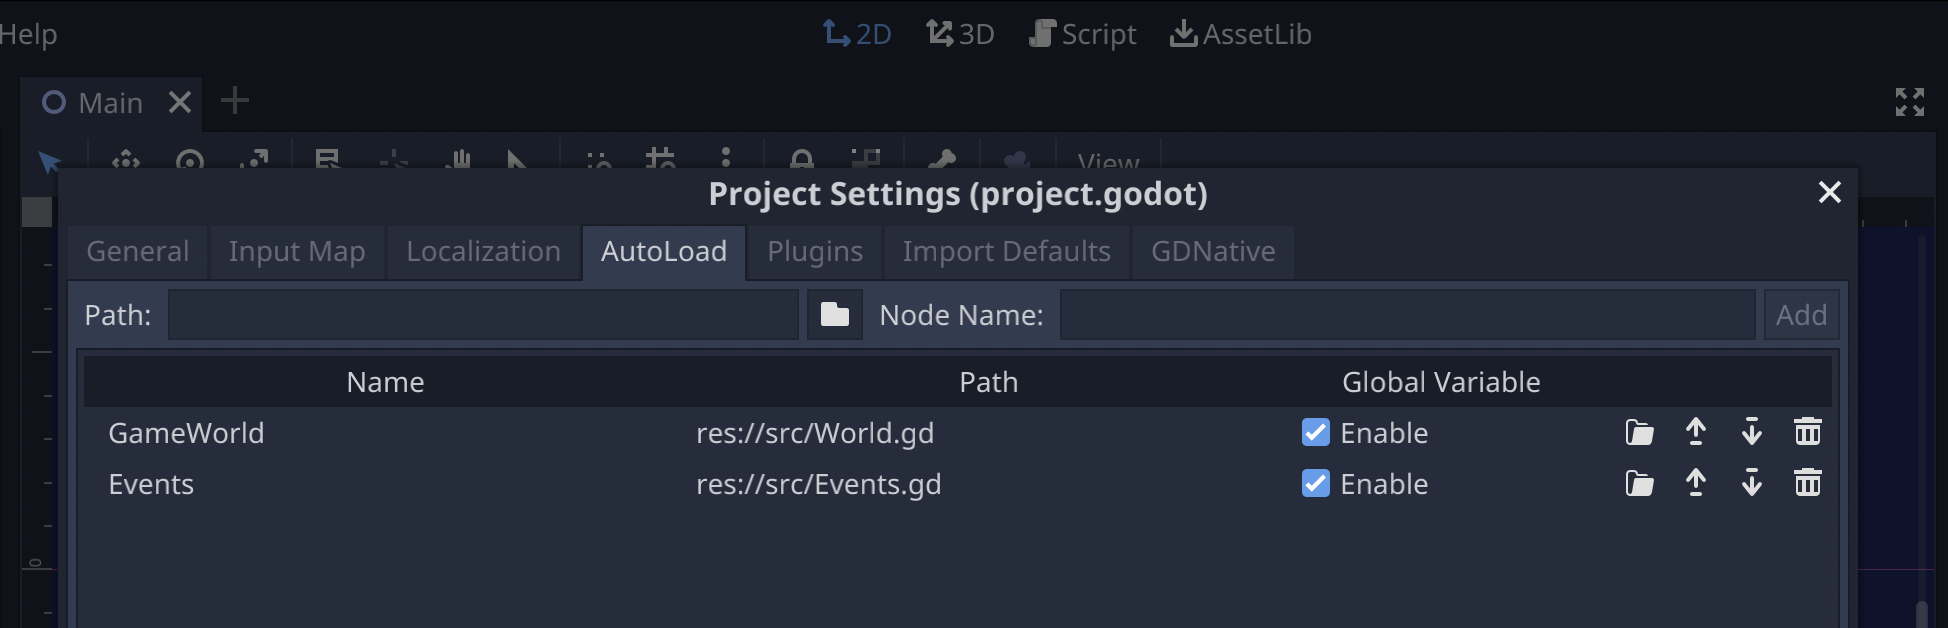 Help 2D 3D Script AssetLib
Main
View
Project Settings (project.godot)
General Input Map Localization AutoLoad Plugins Import Defaults GDNative
Path: Node Name: Add
Name Path Global Variable
GameWorld res://src/World.gd Enable
Events res://src/Events.gd Enable
0